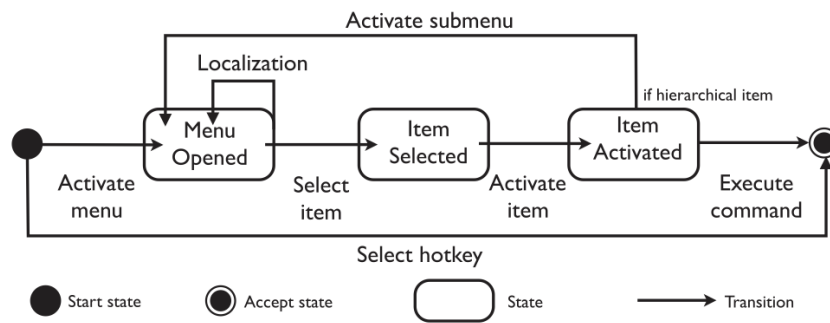 Activate submenu
Localization
if hierarchical item
Menu
Opened
Item
Selected
Item
Activated
Activate
menu
Select
item
Activate
item
Execute
command
Select hotkey
Start state
Accept state
State
Transition